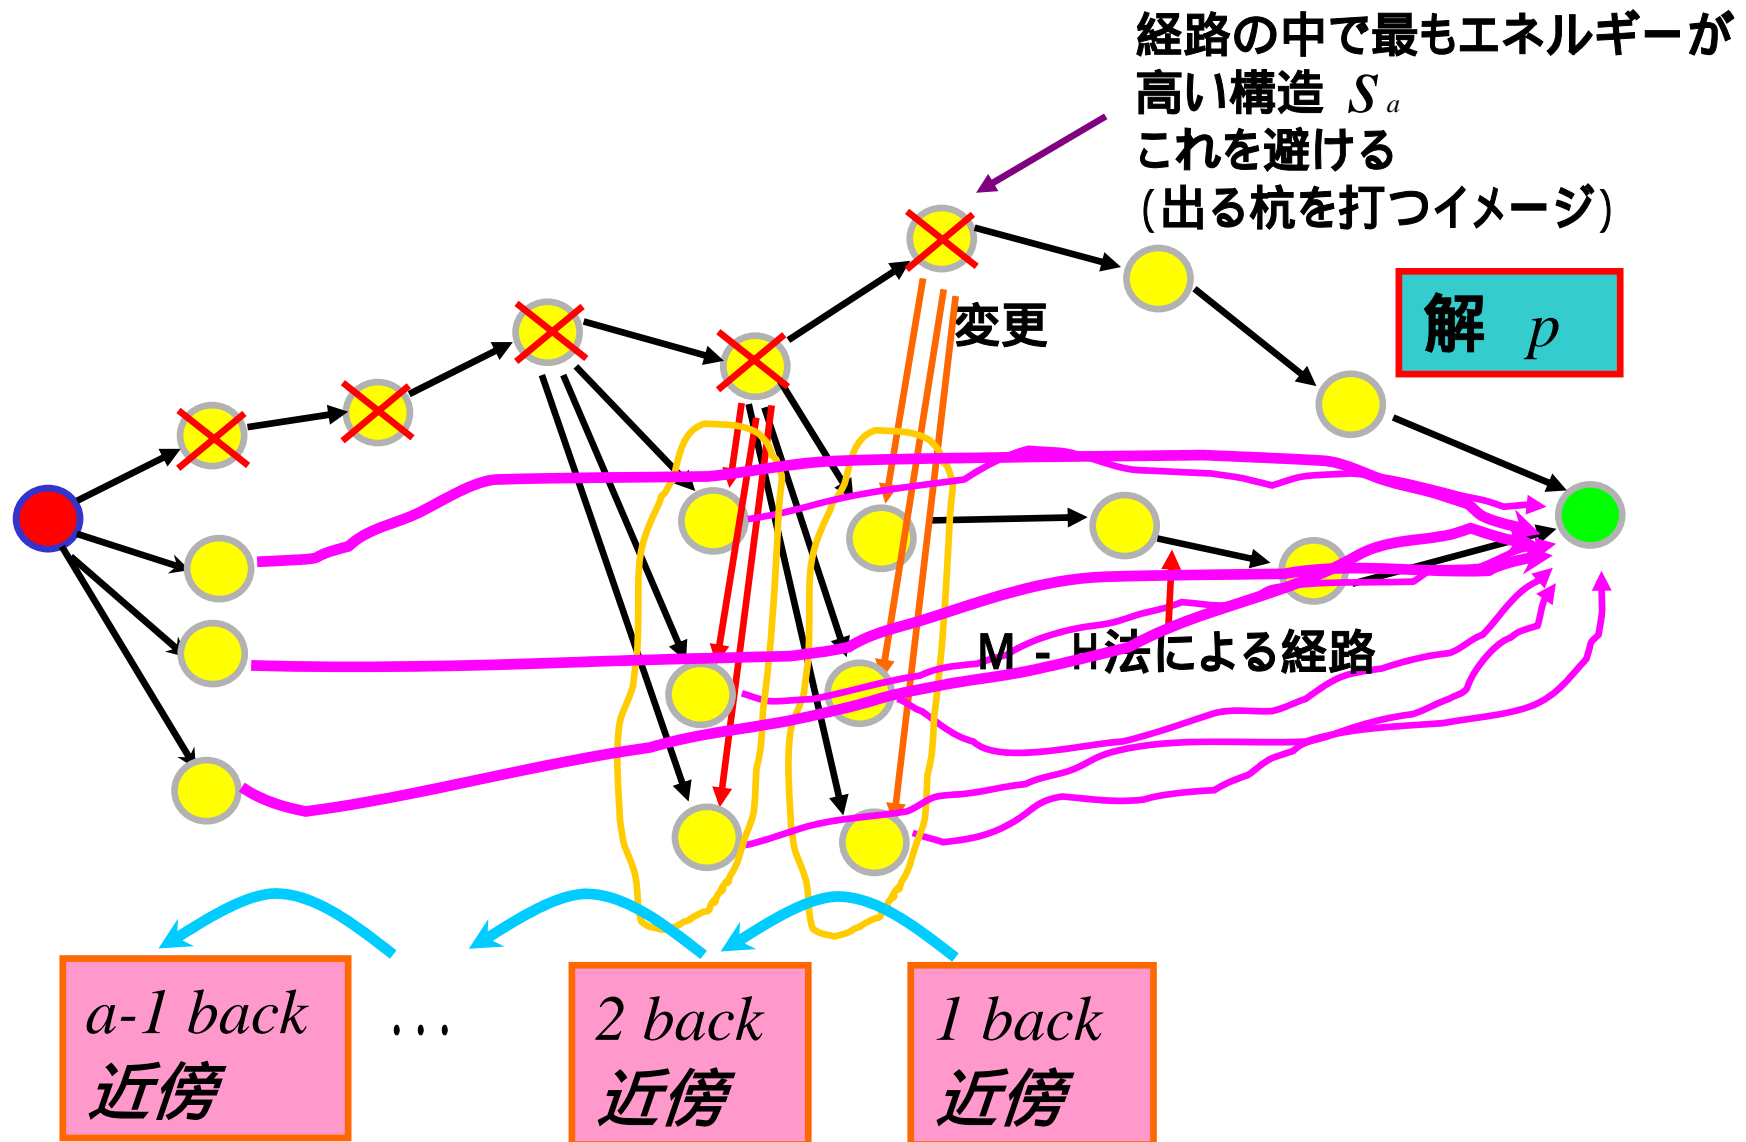 経路の中で最もエネルギーが
高い構造 S a
これを避ける
(出る杭を打つイメージ)
解 p
変更
M - H法による経路
a-1 back
近傍
...
2 back
近傍
1 back
近傍